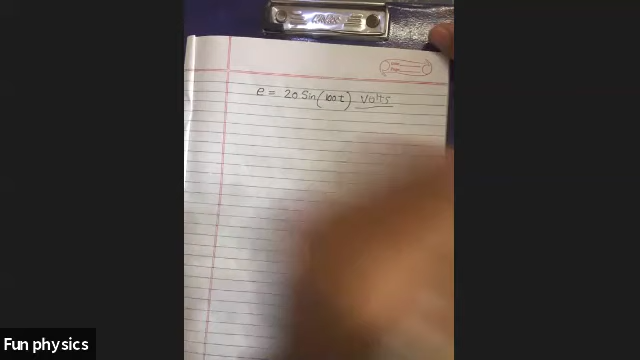 e = 20 Sin(100t) Volts
Fun physics